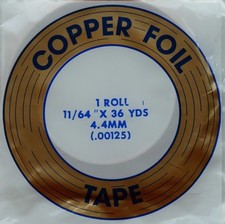 COPPER FOIL
1 ROLL
11/64 " X 36 YDS
4.4MM
(.00125)
TAPE